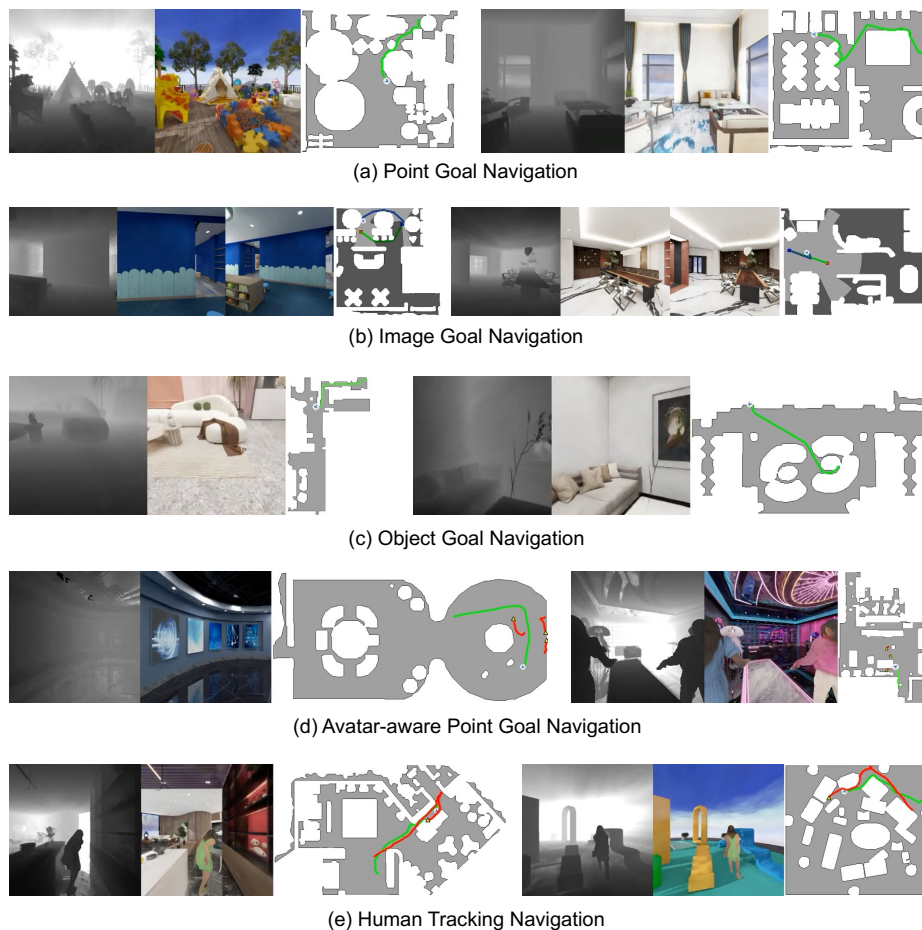 (a) Point Goal Navigation
(b) Image Goal Navigation
(c) Object Goal Navigation
(d) Avatar-aware Point Goal Navigation
(e) Human Tracking Navigation